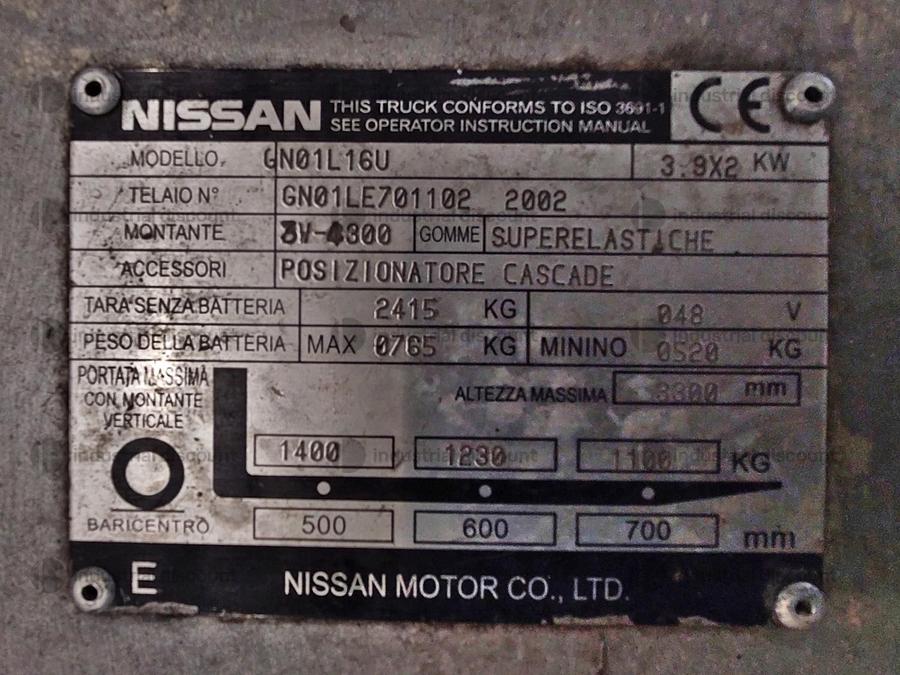 NISSAN THIS TRUCK CONFORMS TO ISO 3691-1 CE
SEE OPERATOR INSTRUCTION MANUAL
MODELLO GN01L16U 3.9X2 KW
TELAIO N° GN01LE701102 2002
MONTANTE GOMME SUPERELASTICHE
ACCESSORI POSIZIONATORE CASCADE
TARA SENZA BATTERIA 2415 KG 048 V
PESO DELLA BATTERIA MAX 0765 KG MININO 0520 KG
PORTATA MASSIMA
CON MONTANTE
VERTICALE
ALTEZZA MASSIMA 3300 mm
1400 1230 1100 KG
BARICENTRO 500 600 700 mm
E NISSAN MOTOR CO., LTD.